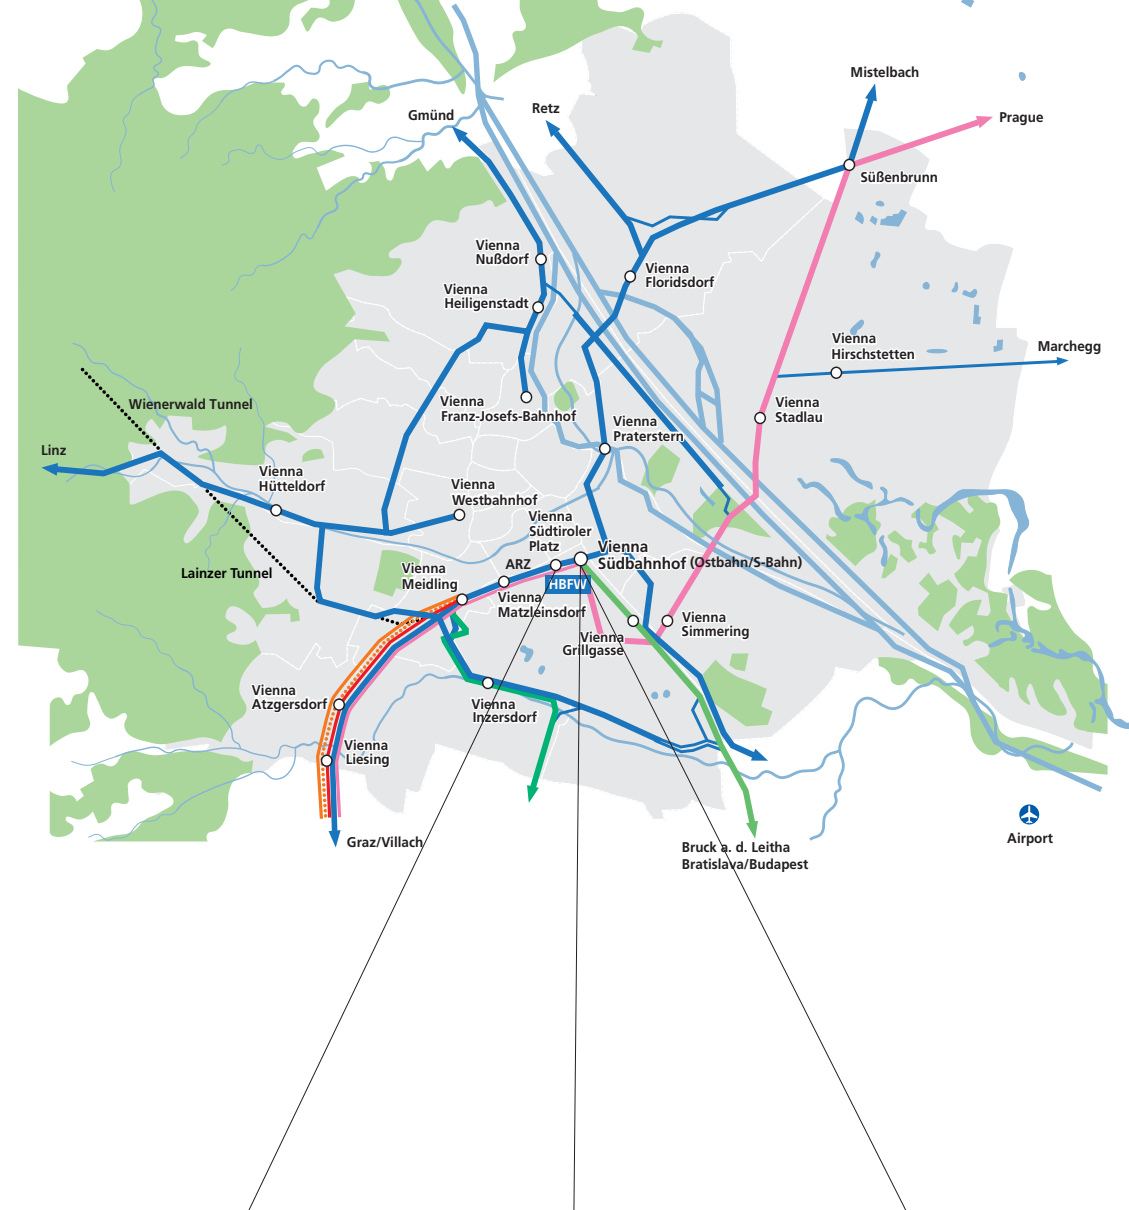 Mistelbach
Prague
Gmünd
Retz
Süßenbrunn
Vienna
Nußdorf
Vienna
Floridsdorf
Vienna
Heiligenstadt
Vienna
Hirschstetten
Marchegg
Wienerwald Tunnel
Vienna
Franz-Josefs-Bahnhof
Vienna
Stadlau
Vienna
Praterstern
Linz
Vienna
Hütteldorf
Vienna
Westbahnhof
Vienna
Südtiroler
Platz
Vienna
Südbahnhof (Ostbahn/S-Bahn)
Lainzer Tunnel
Vienna
Meidling
ARZ
HBFW
Vienna
Matzleinsdorf
Vienna
Grillgasse
Vienna
Simmering
Vienna
Atzgersdorf
Vienna
Inzersdorf
Vienna
Liesing
Graz/Villach
Bruck a. d. Leitha
Bratislava/Budapest
Airport